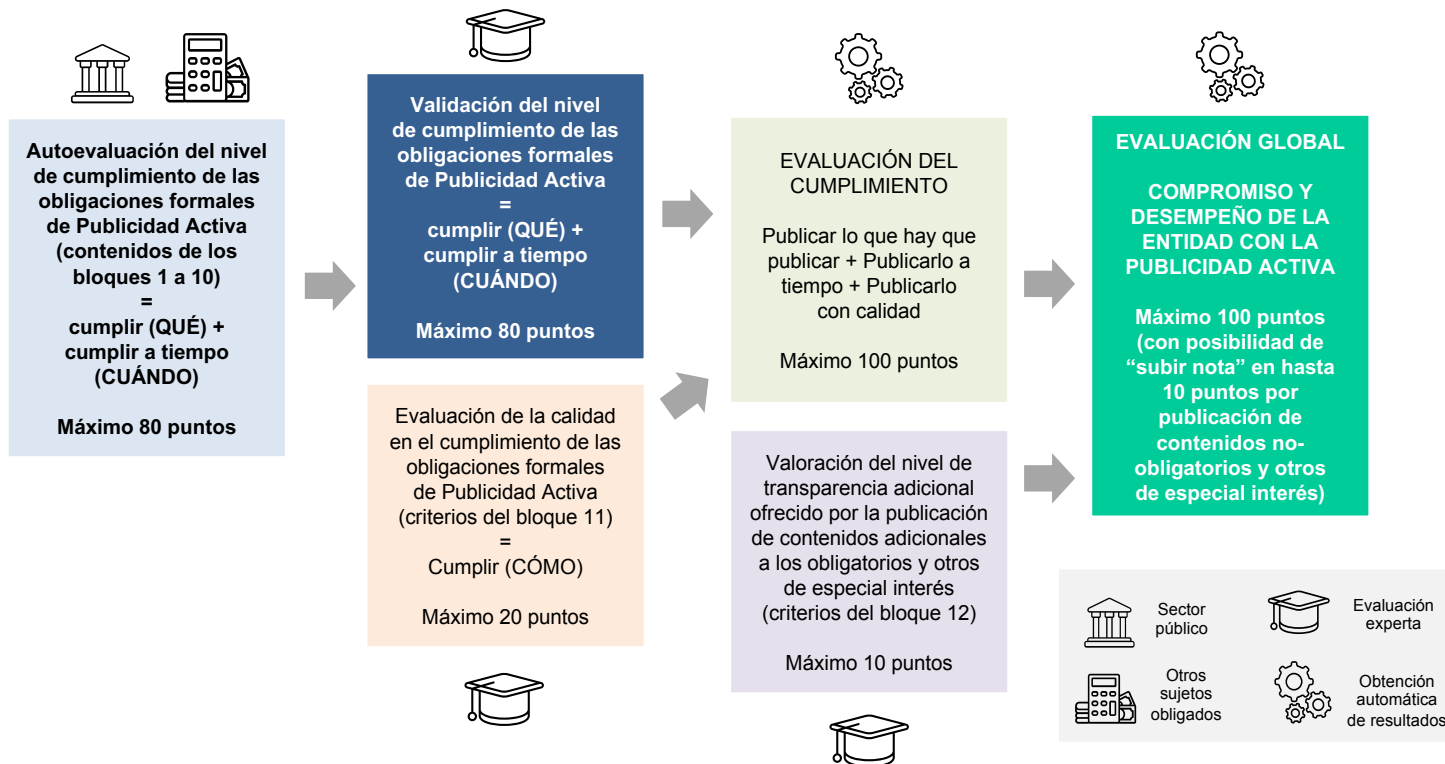 Autoevaluación del nivel
de cumplimiento de las
obligaciones formales
de Publicidad Activa
(contenidos de los
bloques 1 a 10)
=
cumplir (QUÉ) +
cumplir a tiempo
(CUÁNDO)
Máximo 80 puntos
Validación del nivel
de cumplimiento de las
obligaciones formales
de Publicidad Activa
=
cumplir (QUÉ) +
cumplir a tiempo
(CUÁNDO)
Máximo 80 puntos
Evaluación de la calidad
en el cumplimiento de las
obligaciones formales
de Publicidad Activa
(criterios del bloque 11)
=
Cumplir (CÓMO)
Máximo 20 puntos
EVALUACIÓN DEL
CUMPLIMIENTO
Publicar lo que hay que
publicar + Publicarlo a
tiempo + Publicarlo
con calidad
Máximo 100 puntos
Valoración del nivel de
transparencia adicional
ofrecido por la publicación
de contenidos adicionales
a los obligatorios y otros
de especial interés
(criterios del bloque 12)
Máximo 10 puntos
EVALUACIÓN GLOBAL
COMPROMISO Y
DESEMPEÑO DE LA
ENTIDAD CON LA
PUBLICIDAD ACTIVA
Máximo 100 puntos
(con posibilidad de
“subir nota” en hasta
10 puntos por
publicación de
contenidos no-
obligatorios y otros
de especial interés)
Sector
público
Evaluación
experta
Otros
sujetos
obligados
Obtención
automática
de resultados